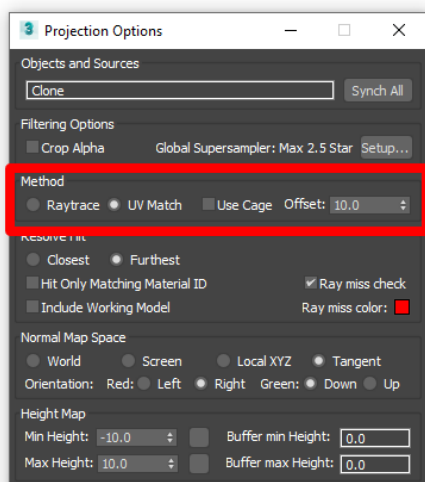 3 Projection Options
Objects and Sources
Clone Synch All
Filtering Options
Crop Alpha Global Supersampler: Max 2.5 Star Setup...
Method
Raytrace UV Match Use Cage Offset: 10.0
Resolve Hit
Closest Furthest
Hit Only Matching Material ID Ray miss check
Include Working Model Ray miss color:
Normal Map Space
World Screen Local XYZ Tangent
Orientation: Red: Left Right Green: Down Up
Height Map
Min Height: -10.0 Buffer min Height: 0.0
Max Height: 10.0 Buffer max Height: 0.0